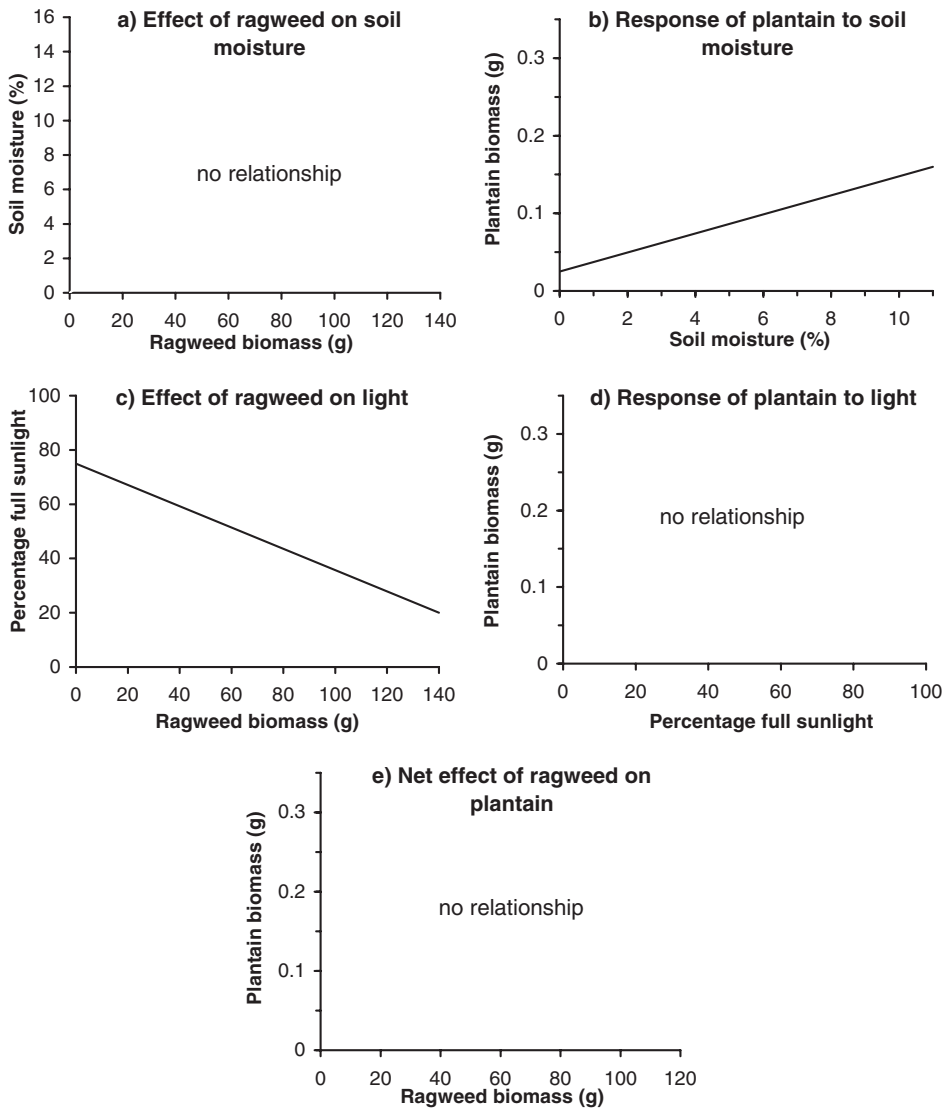 a) Effect of ragweed on soil
moisture
Soil moisture (%)
16
14
12
10
8
6
4
2
0
no relationship
0 20 40 60 80 100 120 140
Ragweed biomass (g)
b) Response of plantain to soil
moisture
Plantain biomass (g)
0.3
0.2
0.1
0
0 2 4 6 8 10
Soil moisture (%)
c) Effect of ragweed on light
Percentage full sunlight
100
80
60
40
20
0
0 20 40 60 80 100 120 140
Ragweed biomass (g)
d) Response of plantain to light
Plantain biomass (g)
0.3
0.2
0.1
0
no relationship
0 20 40 60 80 100
Percentage full sunlight
e) Net effect of ragweed on
plantain
Plantain biomass (g)
0.3
0.2
0.1
0
no relationship
0 20 40 60 80 100 120
Ragweed biomass (g)